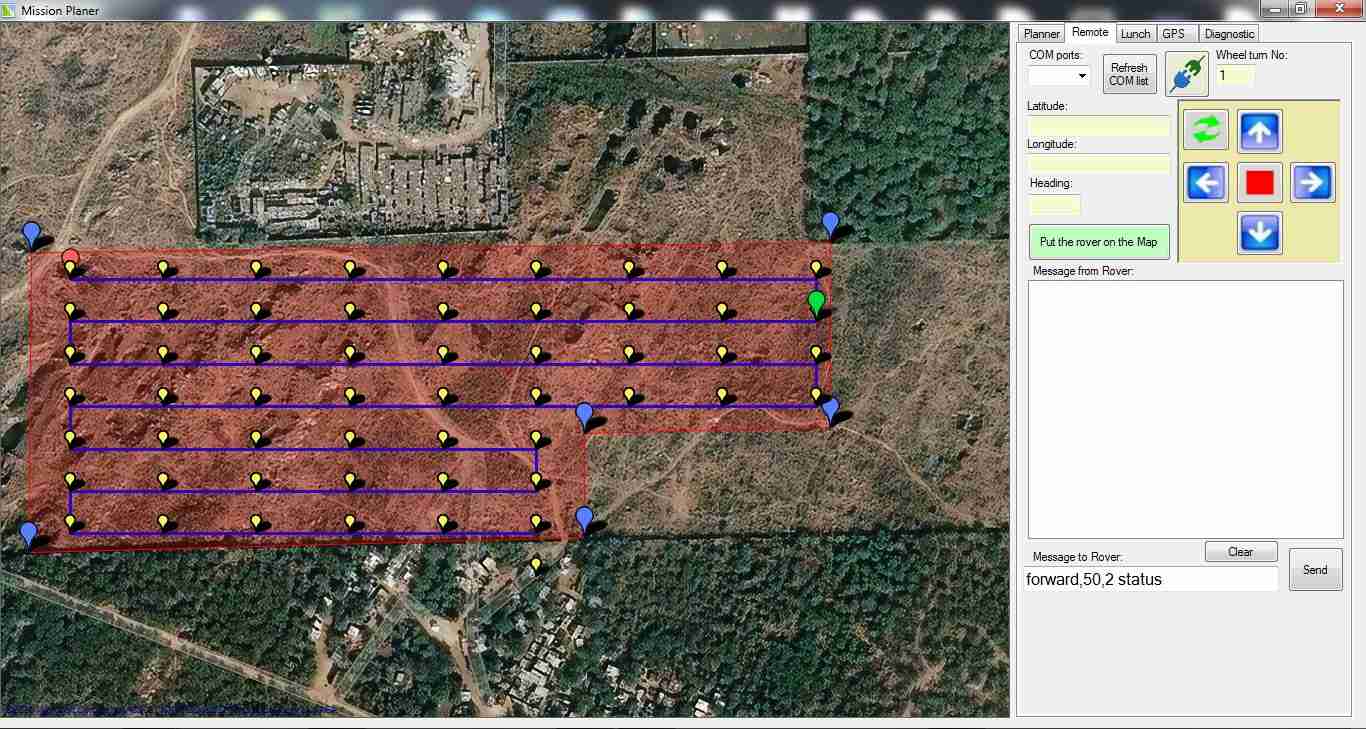 Mission Planer
Planner Remote Lunch GPS Diagnostic
COM ports:
Refresh
COM list
Wheel turn No:
1
Latitude:
Longitude:
Heading:
Put the rover on the Map
Message from Rover:
Message to Rover:
Clear
forward,50,2 status
Send